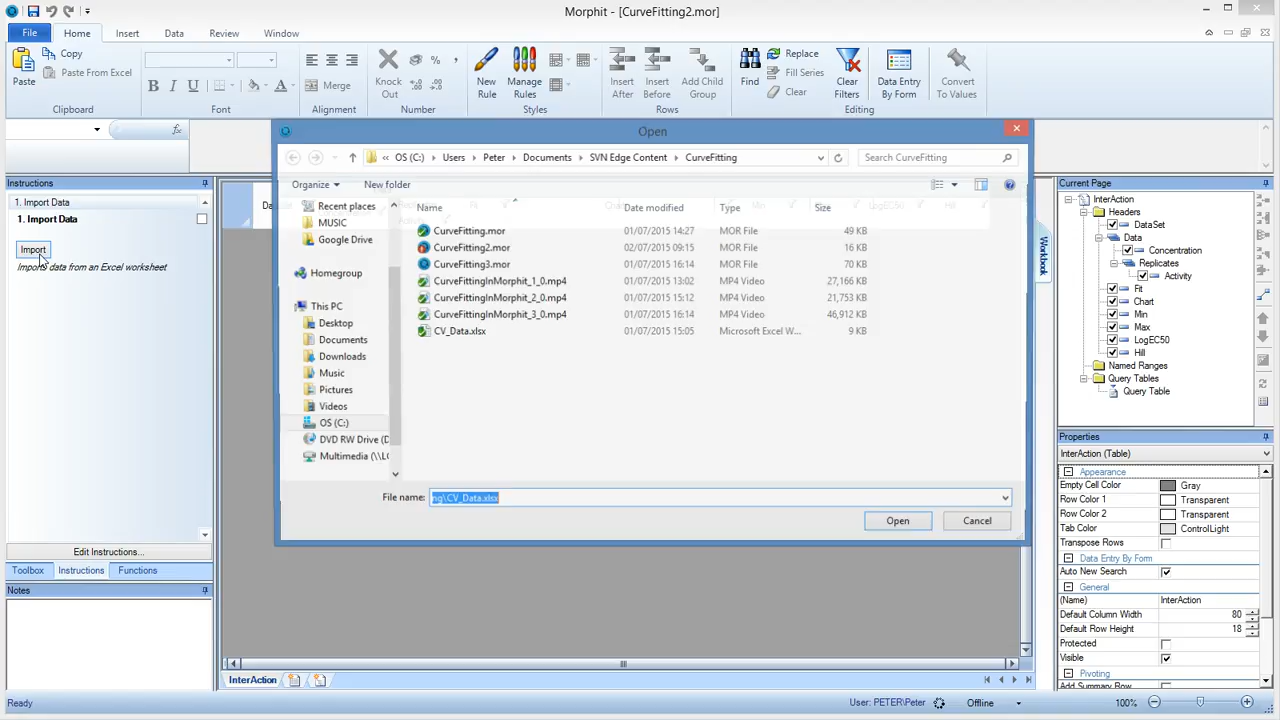 Morphit - [CurveFitting2.mor]
File
Home
Insert
Data
Review
Window
Paste
Copy
Paste From Excel
Clipboard
B I U
Font
Merge
Alignment
Knock Out
% ,
Number
New Rule
Manage Rules
Styles
Insert After
Insert Before
Add Child Group
Rows
Find
Replace
Fill Series
Clear
Clear Filters
Data Entry By Form
Editing
Convert To Values
fx
Open
« OS (C:)
Users
Peter
Documents
SVN Edge Content
CurveFitting
Search CurveFitting
Organize
New folder
Recent places
MUSIC
Google Drive
Homegroup
This PC
Desktop
Documents
Downloads
Music
Pictures
Videos
OS (C:)
DVD RW Drive (D
Multimedia (\\LC
Name Date modified Type Size
CurveFitting.mor 01/07/2015 14:27 MOR File 49 KB
CurveFitting2.mor 02/07/2015 09:15 MOR File 16 KB
CurveFitting3.mor 01/07/2015 16:14 MOR File 70 KB
CurveFittingInMorphit_1_0.mp4 01/07/2015 13:02 MP4 Video 27,166 KB
CurveFittingInMorphit_2_0.mp4 01/07/2015 15:12 MP4 Video 21,753 KB
CurveFittingInMorphit_3_0.mp4 01/07/2015 16:14 MP4 Video 46,912 KB
CV_Data.xlsx 01/07/2015 15:05 Microsoft Excel W... 9 KB
File name: ng\CV_Data.xlsx
Open
Cancel
Instructions
1. Import Data
1. Import Data
Import
Imports data from an Excel worksheet
Edit Instructions...
Toolbox
Instructions
Functions
Notes
InterAction
Workbook
Current Page
InterAction
Headers
DataSet
Data
Concentration
Replicates
Activity
Fit
Chart
Min
Max
LogEC50
Hill
Named Ranges
Query Tables
Query Table
Properties
InterAction (Table)
Appearance
Empty Cell Color Gray
Row Color 1 Transparent
Row Color 2 Transparent
Tab Color ControlLight
Transpose Rows
Data Entry By Form
Auto New Search
General
(Name) InterAction
Default Column Width 80
Default Row Height 18
Protected
Visible
Pivoting
Add Summary Row
Ready
User: PETER\Peter
Offline
100%